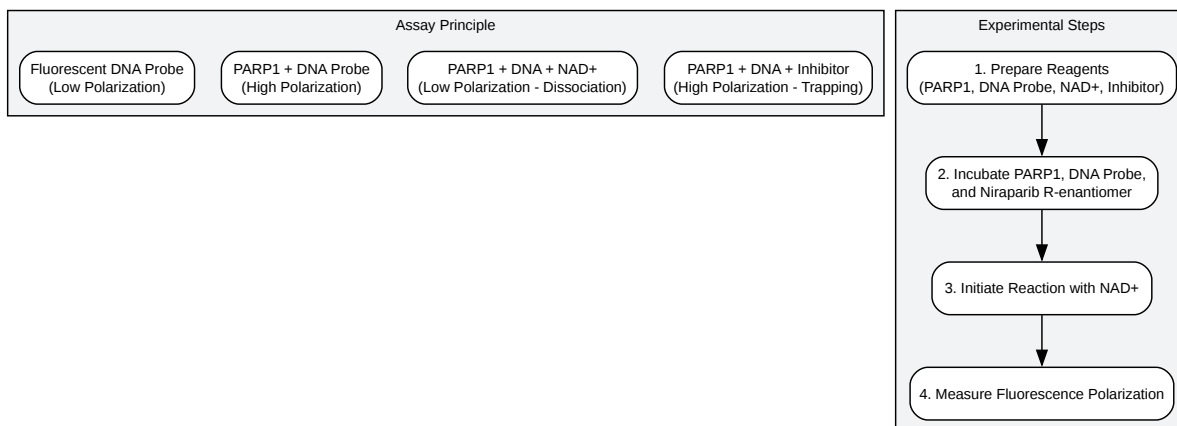 Assay Principle
Fluorescent DNA Probe
(Low Polarization)
PARP1 + DNA Probe
(High Polarization)
PARP1 + DNA + NAD+
(Low Polarization - Dissociation)
PARP1 + DNA + Inhibitor
(High Polarization - Trapping)
Experimental Steps
1. Prepare Reagents
(PARP1, DNA Probe, NAD+, Inhibitor)
2. Incubate PARP1, DNA Probe,
and Niraparib R-enantiomer
3. Initiate Reaction with NAD+
4. Measure Fluorescence Polarization